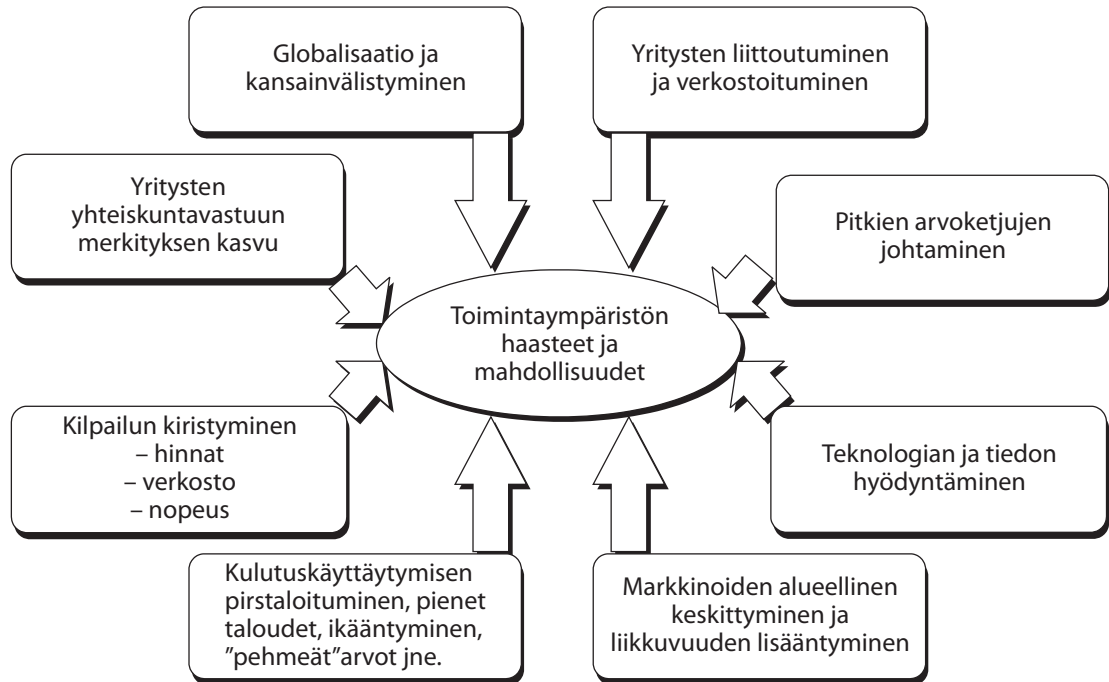 Globalisaatio ja
kansainvälistyminen
Yritysten liittoutuminen
ja verkostoituminen
Yritysten
yhteiskuntavastuun
merkityksen kasvu
Pitkien arvoketjujen
johtaminen
Toimintaympäristön
haasteet ja
mahdollisuudet
Kilpailun kiristyminen
– hinnat
– verkosto
– nopeus
Teknologian ja tiedon
hyödyntäminen
Kulutuskäyttäytymisen
pirstaloituminen, pienet
taloudet, ikääntyminen,
”pehmeät”arvot jne.
Markkinoiden alueellinen
keskittyminen ja
liikkuvuuden lisääntyminen